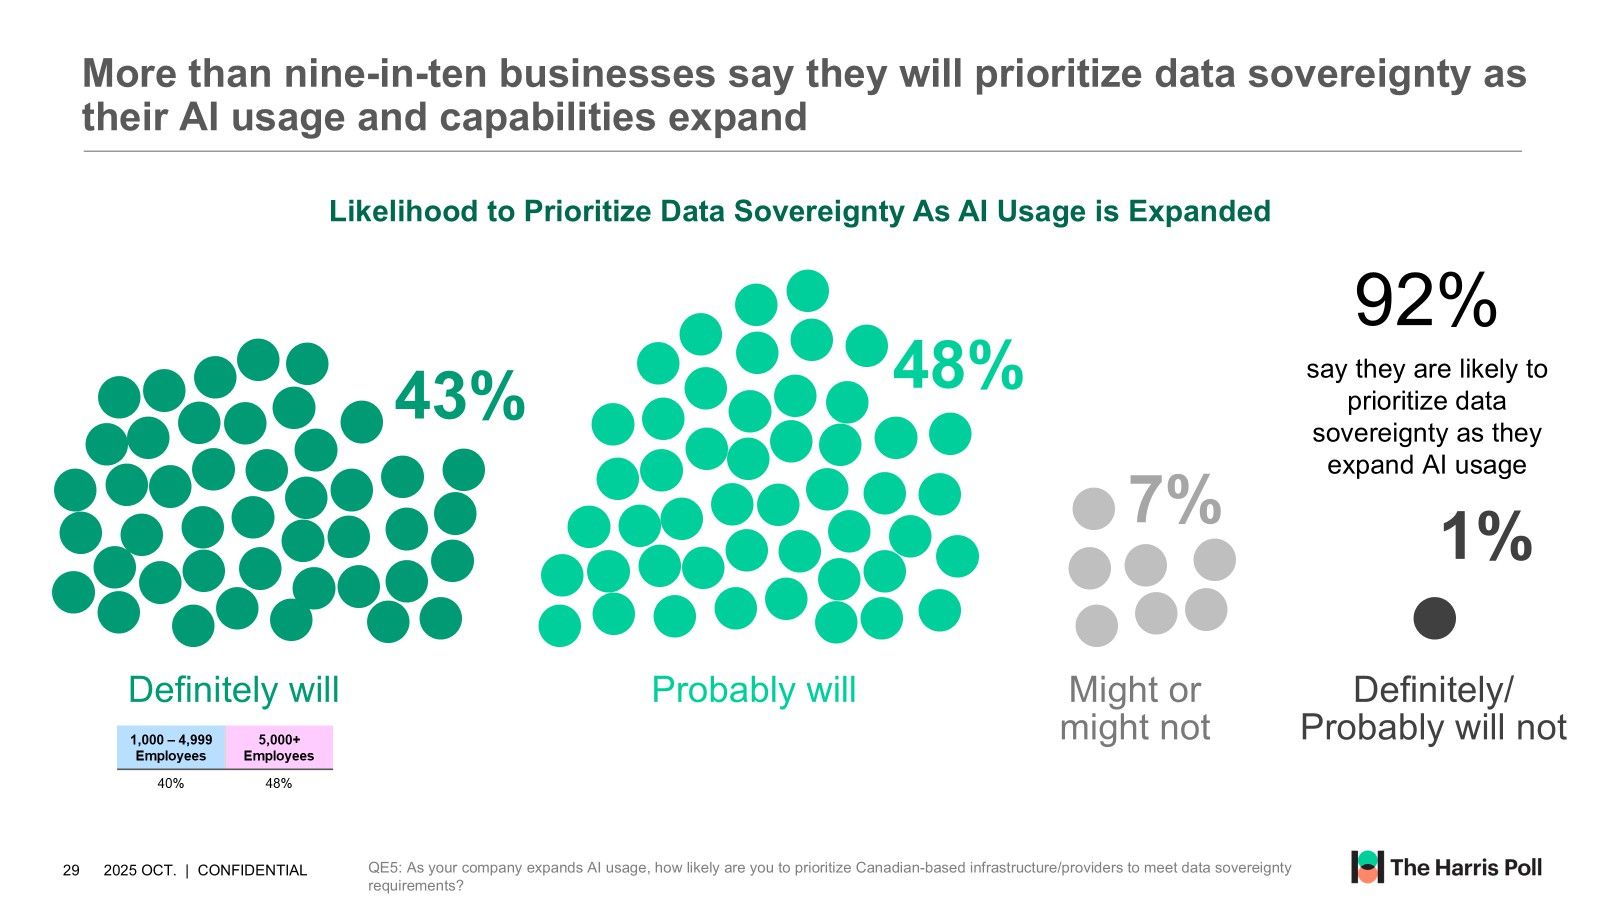 More than nine-in-ten businesses say they will prioritize data sovereignty as
their AI usage and capabilities expand
Likelihood to Prioritize Data Sovereignty As AI Usage is Expanded
43%
48%
7%
92%
say they are likely to
prioritize data
sovereignty as they
expand AI usage
1%
Definitely will
Probably will
Might or
might not
Definitely/
Probably will not
1,000 – 4,999
Employees
5,000+
Employees
40%
48%
29
2025 OCT. | CONFIDENTIAL
QE5: As your company expands AI usage, how likely are you to prioritize Canadian-based infrastructure/providers to meet data sovereignty
requirements?
The Harris Poll